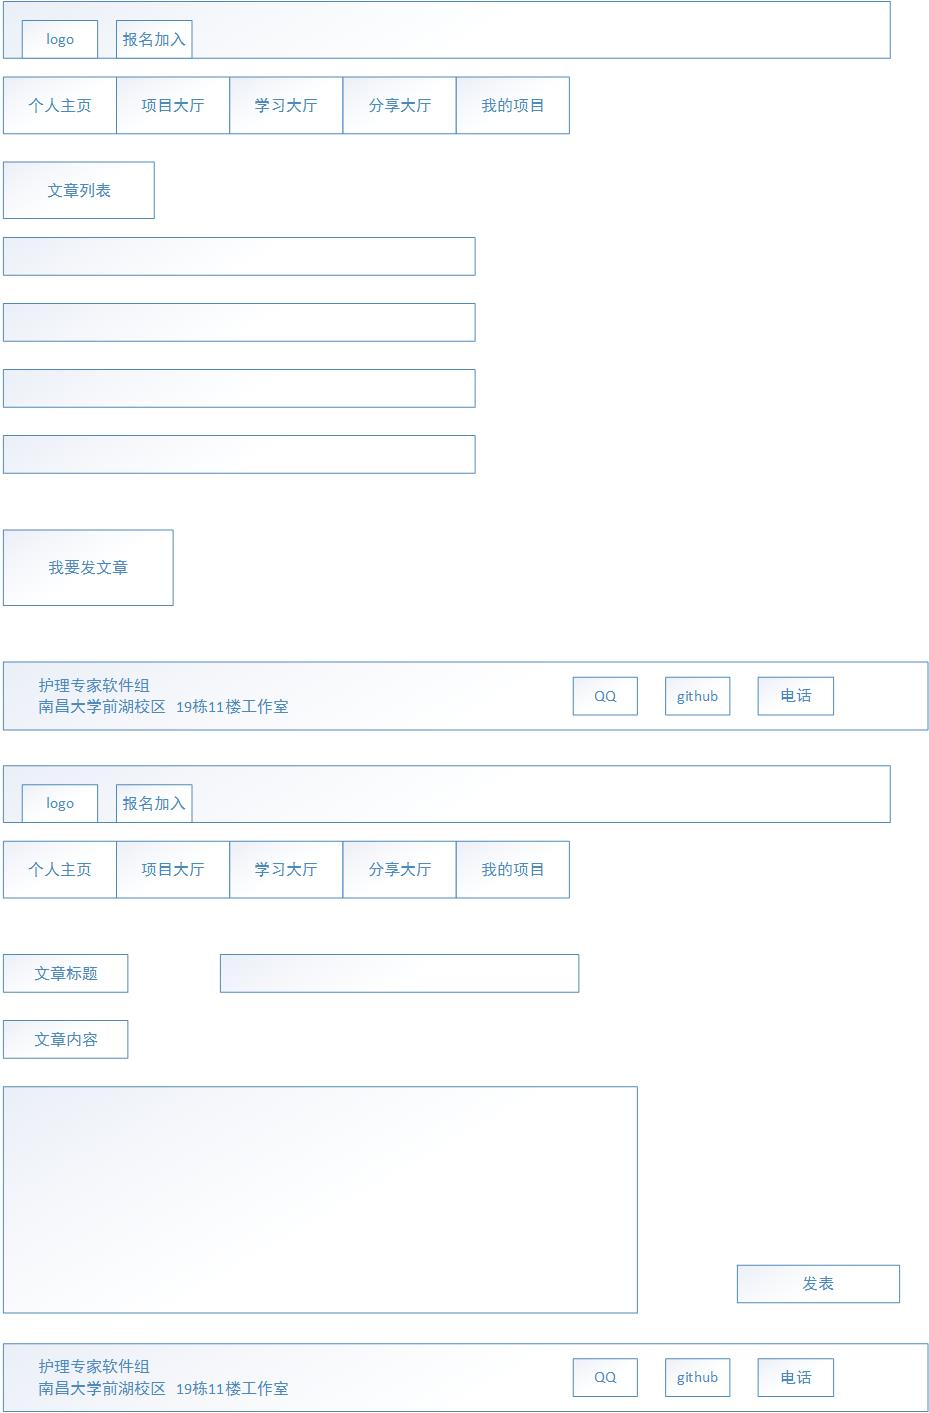 logo
报名加入
个人主页
项目大厅
学习大厅
分享大厅
我的项目
文章列表
我要发文章
护理专家软件组
南昌大学前湖校区 19栋11楼工作室
QQ
github
电话
logo
报名加入
个人主页
项目大厅
学习大厅
分享大厅
我的项目
文章标题
文章内容
发表
护理专家软件组
南昌大学前湖校区 19栋11楼工作室
QQ
github
电话